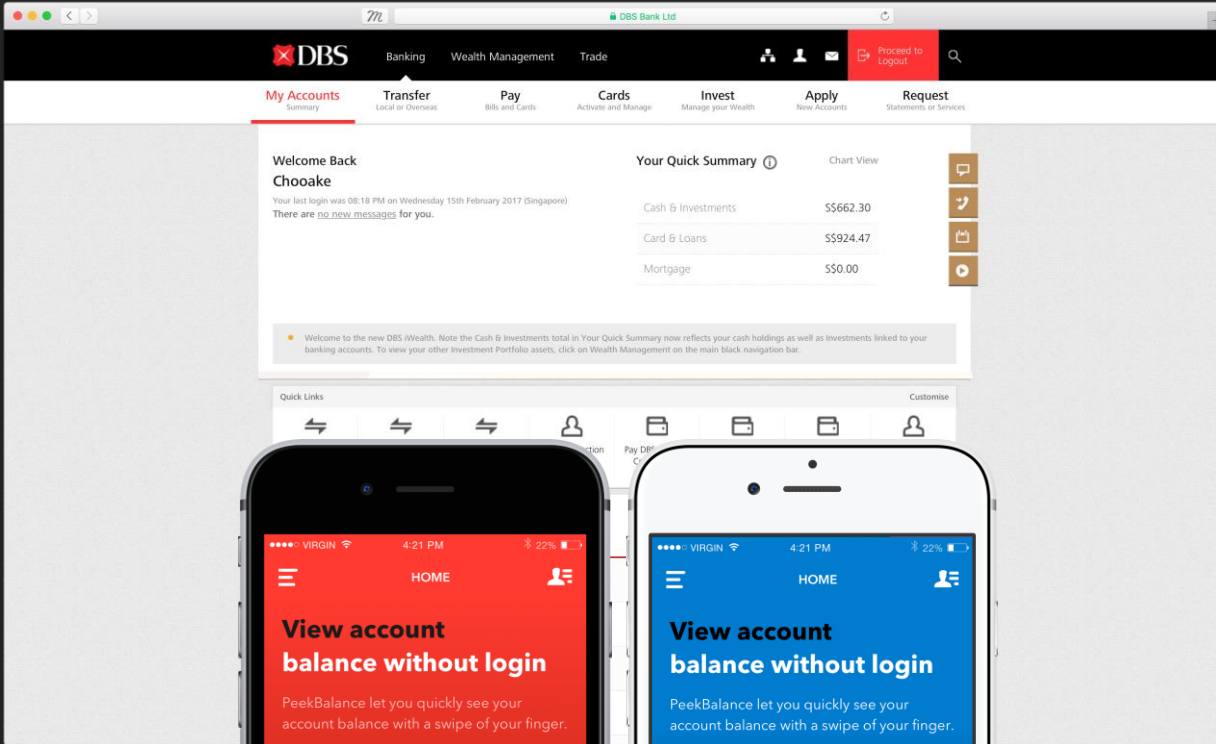 DBS Bank Ltd
DBS
Banking
Wealth Management
Trade
Proceed to
Logout
My Accounts
Summary
Transfer
Local or Overseas
Pay
Bills and Cards
Cards
Activate and Manage
Invest
Manage your Wealth
Apply
New Accounts
Request
Statements or Services
Welcome Back
Chooake
Your last login was 08:18 PM on Wednesday 15th February 2017 (Singapore)
There are no new messages for you.
Your Quick Summary
Chart View
Cash & Investments S$662.30
Card & Loans S$924.47
Mortgage S$0.00
Welcome to the new DBS iWealth. Note the Cash & Investments total in Your Quick Summary now reflects your cash holdings as well as Investments linked to your
banking accounts. To view your other Investment Portfolio assets, click on Wealth Management on the main black navigation bar.
Quick Links
Customise
Pay DBS
VIRGIN 4:21 PM 22%
HOME
View account
balance without login
PeekBalance let you quickly see your
account balance with a swipe of your finger.
VIRGIN 4:21 PM 22%
HOME
View account
balance without login
PeekBalance let you quickly see your
account balance with a swipe of your finger.